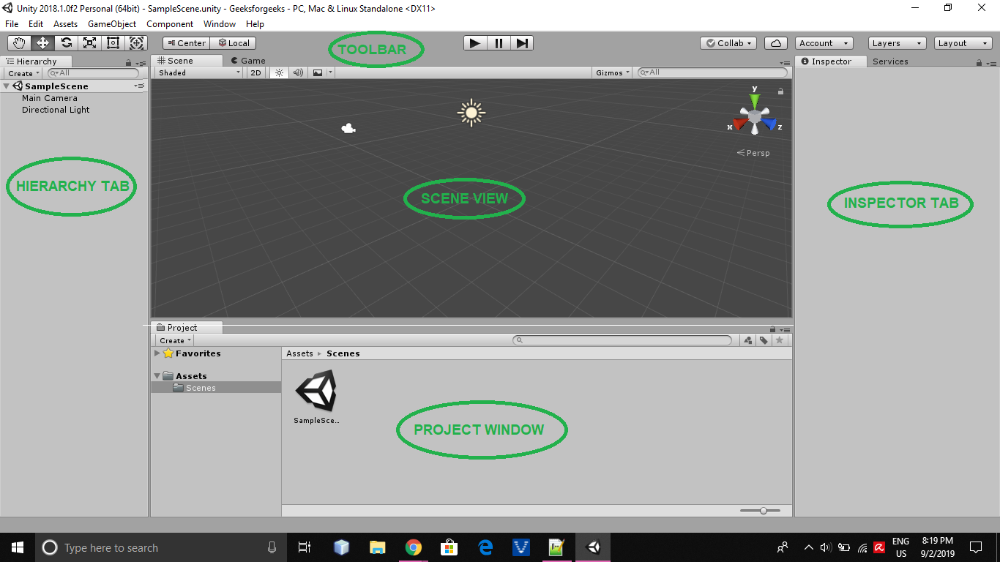 Unity 2018.1.0f2 Personal (64bit) - SampleScene.unity - Geeksforgeeks - PC, Mac & Linux Standalone <DX11>
File Edit Assets GameObject Component Window Help
Center Local TOOLBAR Collab Account Layers Layout
Hierarchy Scene Game Inspector Services
Create All Shaded 2D Gizmos All
SampleScene
Main Camera
Directional Light
y
x z
Persp
HIERARCHY TAB
SCENE VIEW
INSPECTOR TAB
Project
Create
Favorites
Assets Scenes
Assets
Scenes
SampleSce...
PROJECT WINDOW
Type here to search
ENG
US
8:19 PM
9/2/2019